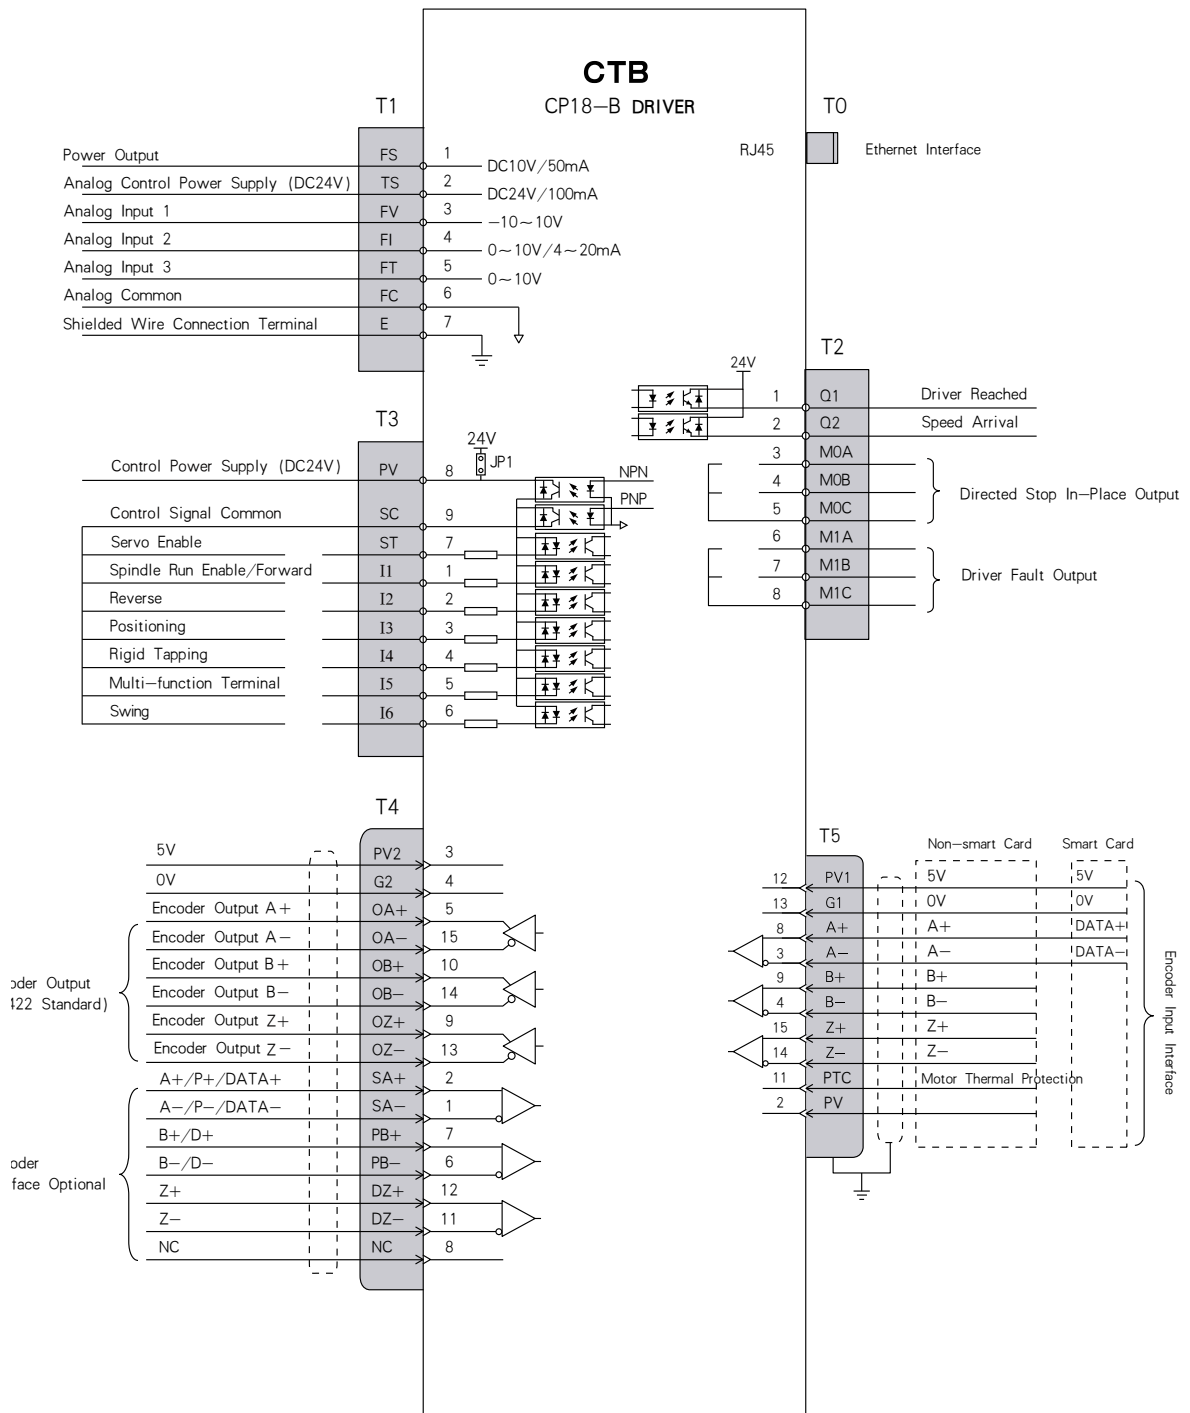 CTB
CP18-B DRIVER
T1
Power Output FS 1 DC10V/50mA
Analog Control Power Supply (DC24V) TS 2 DC24V/100mA
Analog Input 1 FV 3 -10~10V
Analog Input 2 FI 4 0~10V/4~20mA
Analog Input 3 FT 5 0~10V
Analog Common FC 6
Shielded Wire Connection Terminal E 7
T0
RJ45 Ethernet Interface
T2
24V
1 Q1 Driver Reached
2 Q2 Speed Arrival
3 M0A
4 M0B
5 M0C
Directed Stop In-Place Output
6 M1A
7 M1B
8 M1C
Driver Fault Output
T3
24V
JP1
NPN
PNP
Control Power Supply (DC24V) PV 8
Control Signal Common SC 9
Servo Enable ST 7
Spindle Run Enable/Forward I1 1
Reverse I2 2
Positioning I3 3
Rigid Tapping I4 4
Multi-function Terminal I5 5
Swing I6 6
T4
5V PV2 3
0V G2 4
Encoder Output A+ OA+ 5
Encoder Output A- OA- 15
Encoder Output B+ OB+ 10
Encoder Output B- OB- 14
Encoder Output Z+ OZ+ 9
Encoder Output Z- OZ- 13
Output
Standard)
A+/P+/DATA+ SA+ 2
A-/P-/DATA- SA- 1
B+/D+ PB+ 7
B-/D- PB- 6
Z+ DZ+ 12
Z- DZ- 11
NC NC 8
Optional
T5
Non-smart Card Smart Card
12 PV1 5V 5V
13 G1 0V 0V
8 A+ A+ DATA+
3 A- A- DATA-
9 B+ B+
4 B- B-
15 Z+ Z+
14 Z- Z-
11 PTC Motor Thermal Protection
2 PV
Encoder Input Interface